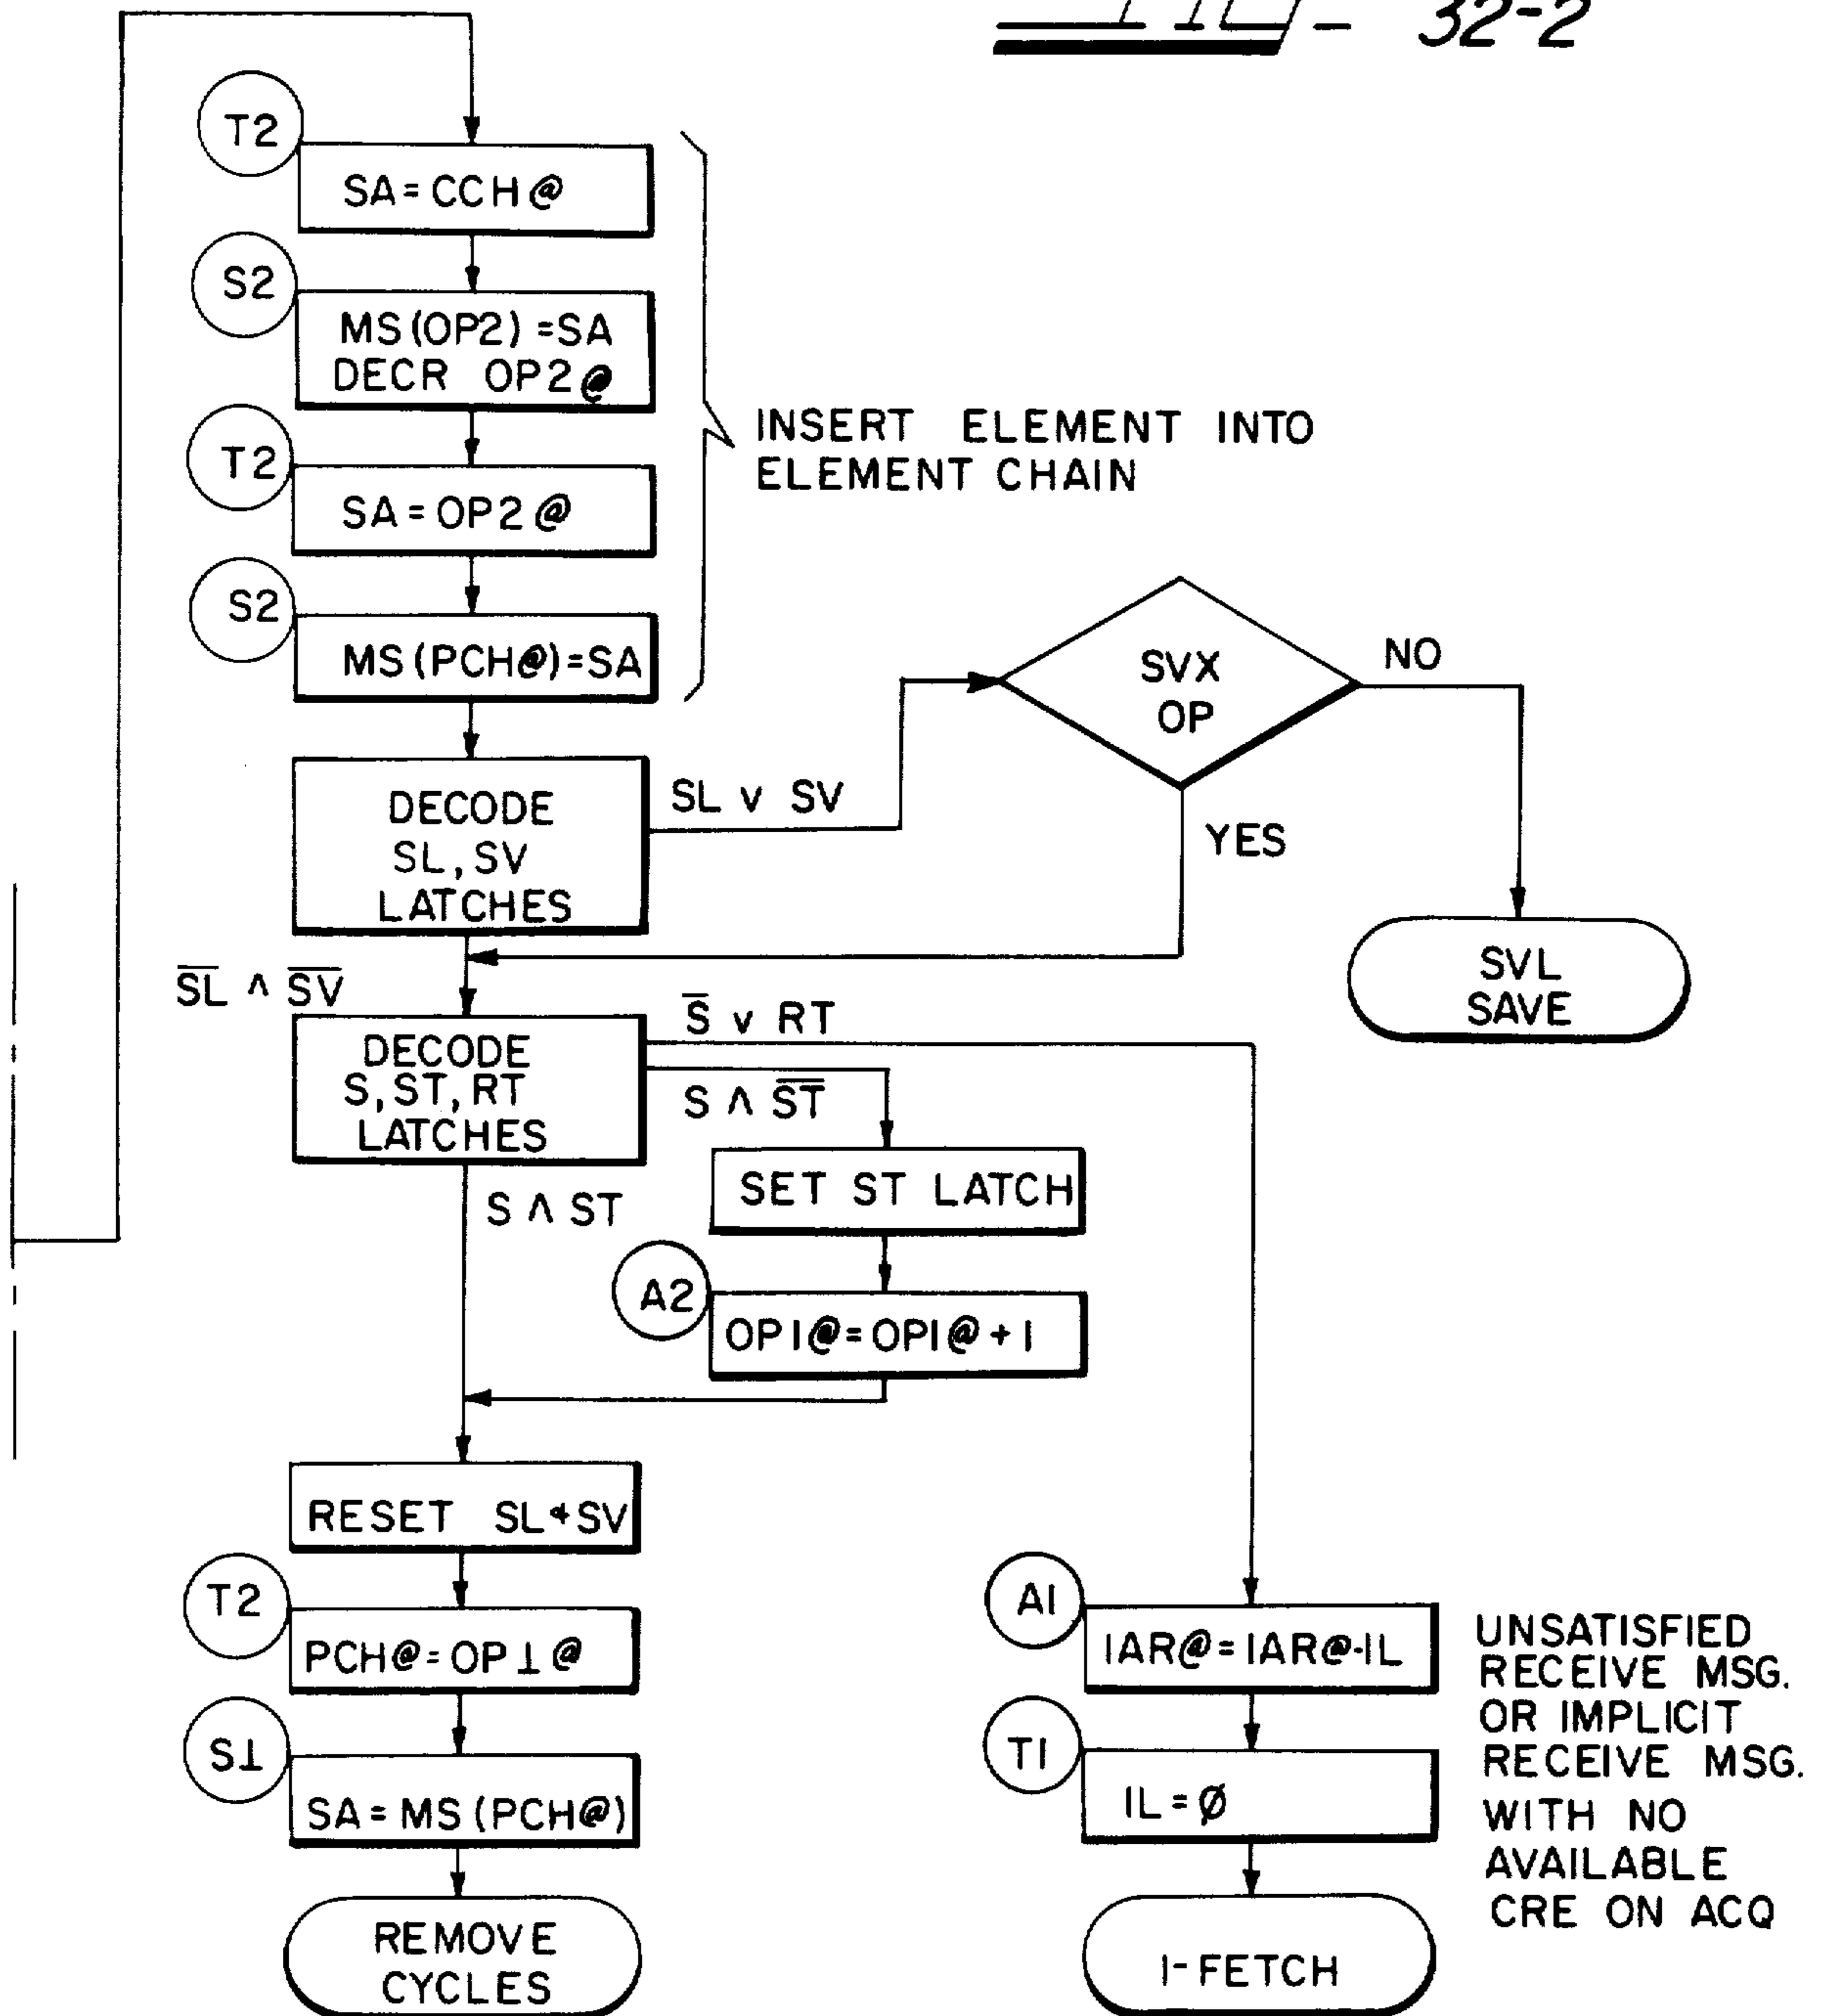 32-2
T2
SA = CCH @
S2
MS (OP2) = SA
DECR OP2 @
T2
SA = OP2 @
S2
MS (PCH@) = SA
INSERT ELEMENT INTO
ELEMENT CHAIN
DECODE
SL, SV
LATCHES
SL v SV
SVX
OP
NO
YES
SVL
SAVE
S̅L̅ ∧ S̅V̅
DECODE
S, ST, RT
LATCHES
S̅ v RT
S ∧ S̅T̅
S ∧ ST
SET ST LATCH
A2
OP1@ = OP1@ + 1
RESET SL & SV
T2
PCH@ = OP1@
S1
SA = MS (PCH@)
REMOVE
CYCLES
A1
IAR@ = IAR@-IL
T1
IL = Ø
I-FETCH
UNSATISFIED
RECEIVE MSG.
OR IMPLICIT
RECEIVE MSG.
WITH NO
AVAILABLE
CRE ON ACQ